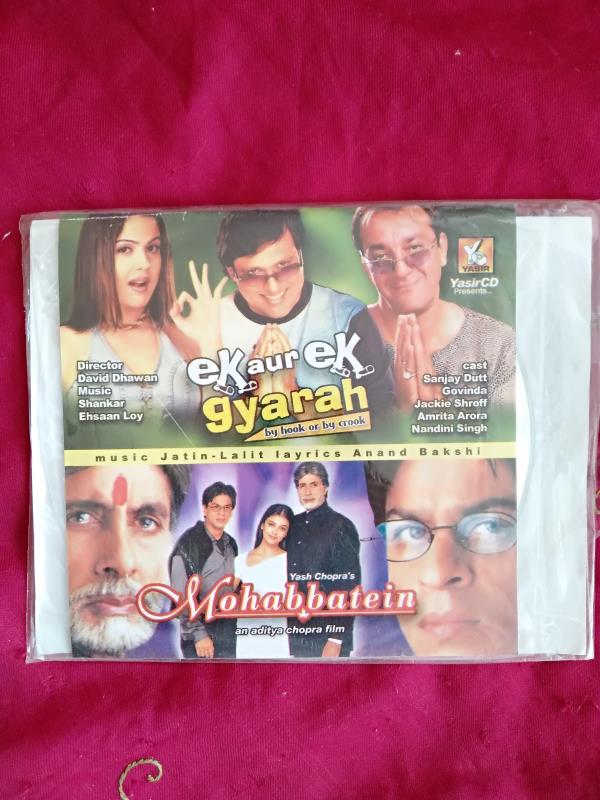 YASIR
YasirCD
Presents...
eK aur eK
gyarah
by hook or by crook
Director
David Dhawan
Music
Shankar
Ehsaan Loy
cast
Sanjay Dutt
Govinda
Jackie Shroff
Amrita Arora
Nandini Singh
music Jatin-Lalit layrics Anand Bakshi
Yash Chopra's
Mohabbatein
an aditya chopra film